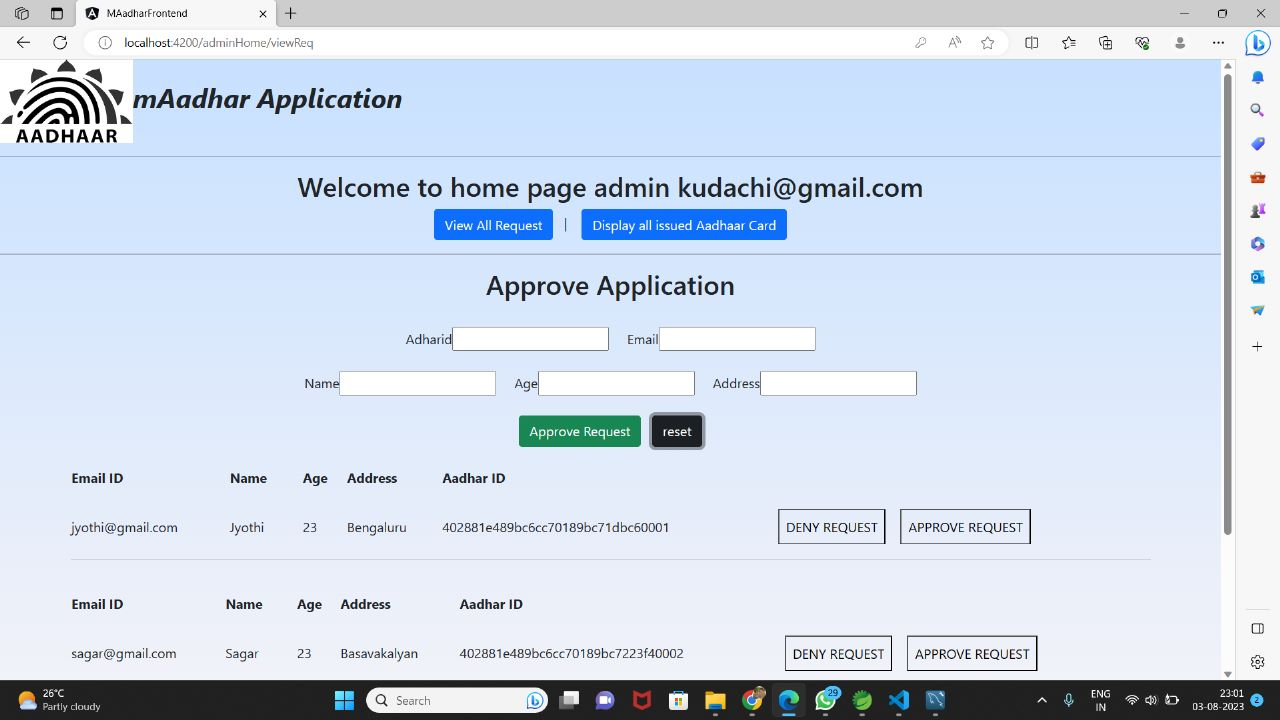 MAadharFrontend
localhost:4200/adminHome/viewReq
AADHAAR
mAadhar Application
Welcome to home page admin kudachi@gmail.com
View All Request | Display all issued Aadhaar Card
Approve Application
Adharid Email
Name Age Address
Approve Request reset
Email ID Name Age Address Aadhar ID
jyothi@gmail.com Jyothi 23 Bengaluru 402881e489bc6cc70189bc71dbc60001 DENY REQUEST APPROVE REQUEST
Email ID Name Age Address Aadhar ID
sagar@gmail.com Sagar 23 Basavakalyan 402881e489bc6cc70189bc7223f40002 DENY REQUEST APPROVE REQUEST
26°C
Partly cloudy
Search
29
ENG
IN
23:01
03-08-2023
2